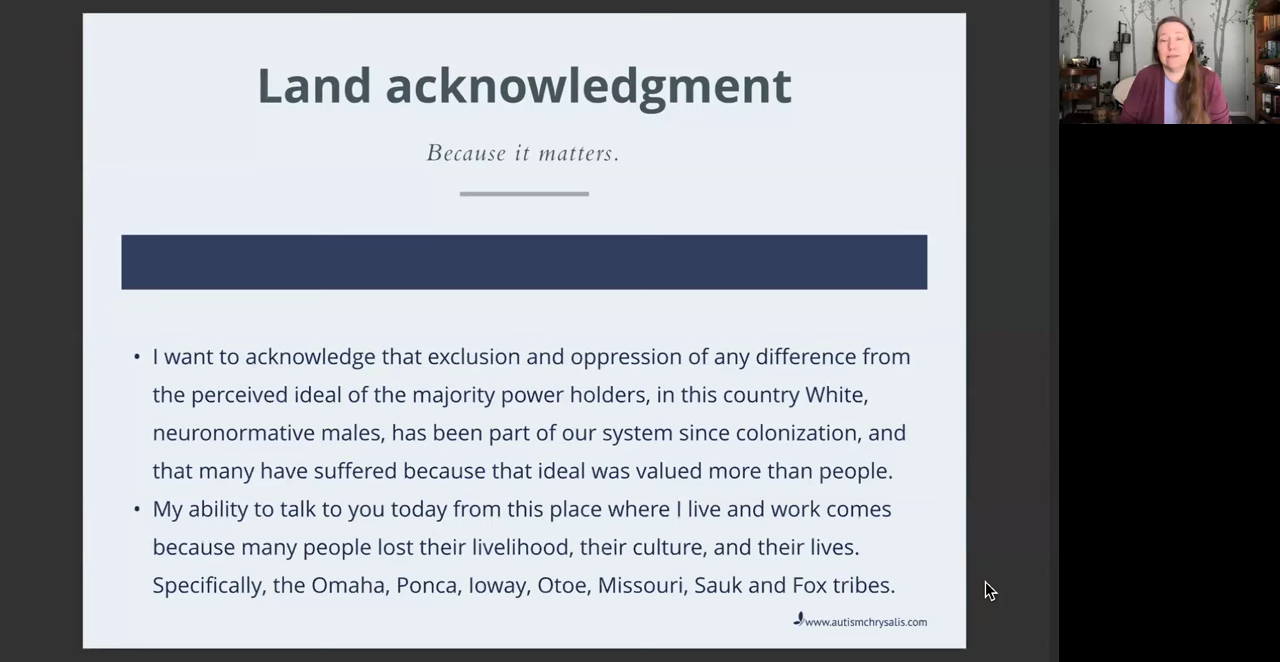 Land acknowledgment
Because it matters.
• I want to acknowledge that exclusion and oppression of any difference from
the perceived ideal of the majority power holders, in this country White,
neuronormative males, has been part of our system since colonization, and
that many have suffered because that ideal was valued more than people.
• My ability to talk to you today from this place where I live and work comes
because many people lost their livelihood, their culture, and their lives.
Specifically, the Omaha, Ponca, Ioway, Otoe, Missouri, Sauk and Fox tribes.
www.autismchrysalis.com